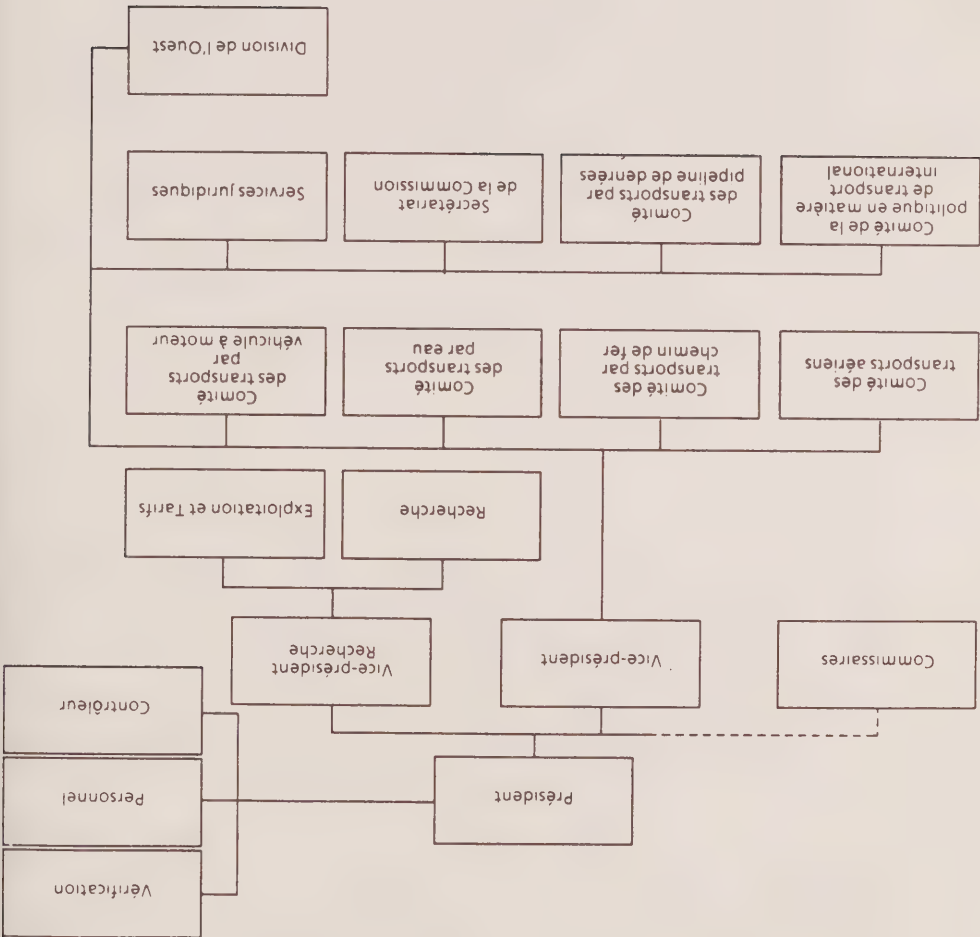 Vérification
Président
Personnel
Contrôleur
Commissaires
Vice-président
Vice-président
Recherche
Recherche
Exploitation et Tarifs
Comité des
transports aériens
Comité des
transports par
chemin de fer
Comité
des transports
par eau
Comité
des transports
par
véhicule à moteur
Comité de la
politique en matière
de transport
international
Comité
des transports par
pipeline de denrées
Secrétariat
de la Commission
Services juridiques
Division de l'Ouest